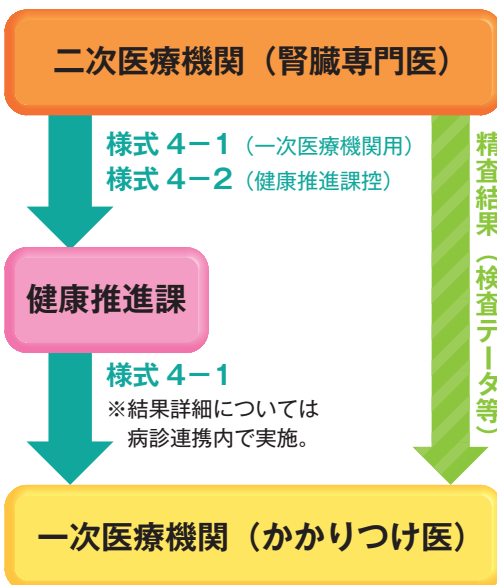 二次医療機関（腎臓専門医）
様式 4－1（一次医療機関用）
様式 4－2（健康推進課控）
精査結果（検査データ等）
健康推進課
様式 4－1
※結果詳細については
病診連携内で実施。
一次医療機関（かかりつけ医）